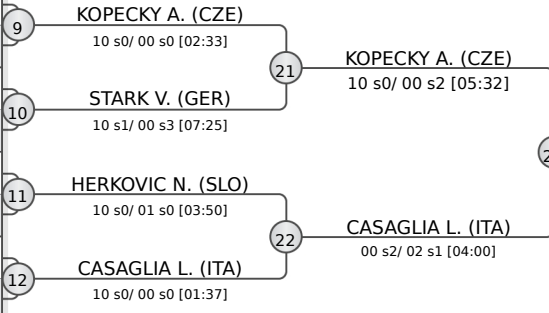 9
KOPECKY A. (CZE)
10 s0/ 00 s0 [02:33]
21
KOPECKY A. (CZE)
10 s0/ 00 s2 [05:32]
10
STARK V. (GER)
10 s1/ 00 s3 [07:25]
11
HERKOVIC N. (SLO)
10 s0/ 01 s0 [03:50]
22
CASAGLIA L. (ITA)
00 s2/ 02 s1 [04:00]
12
CASAGLIA L. (ITA)
10 s0/ 00 s0 [01:37]